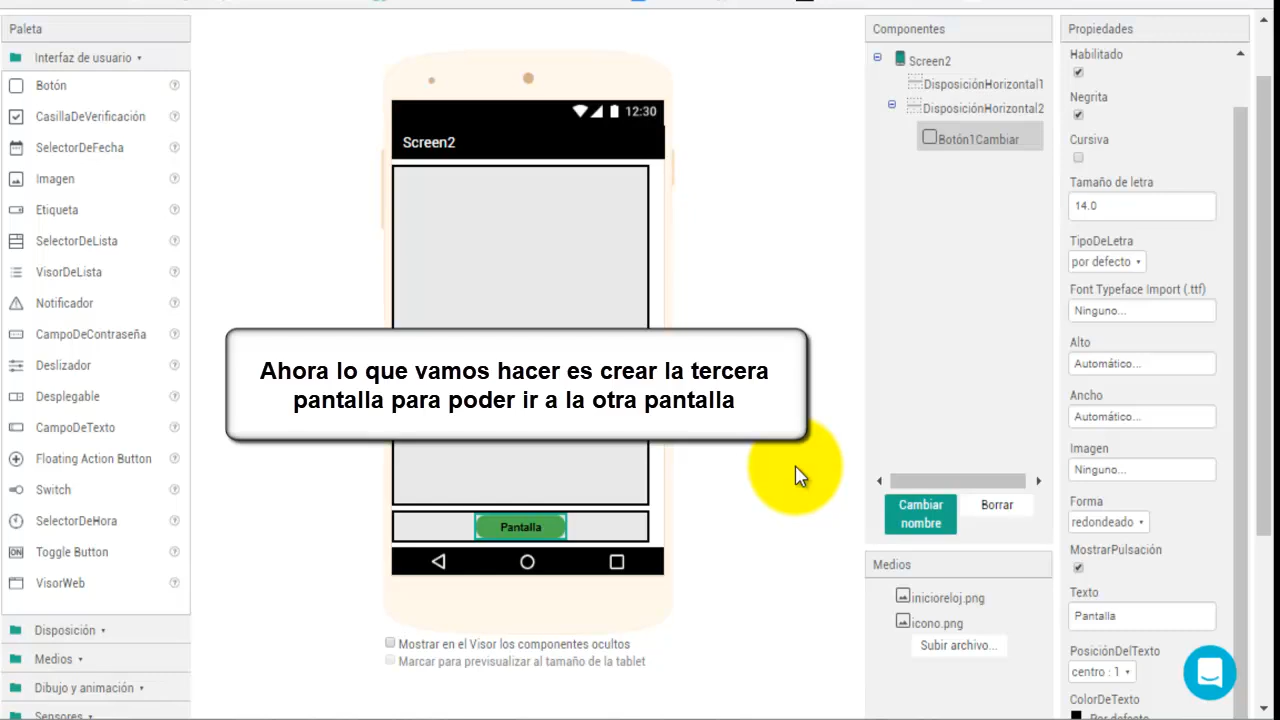 Paleta
Interfaz de usuario
Botón
CasillaDeVerificación
SelectorDeFecha
Imagen
Etiqueta
SelectorDeLista
VisorDeLista
Notificador
CampoDeContraseña
Deslizador
Desplegable
CampoDeTexto
Floating Action Button
Switch
SelectorDeHora
Toggle Button
VisorWeb
Disposición
Medios
Dibujo y animación
Sensores
12:30
Screen2
Ahora lo que vamos hacer es crear la tercera
pantalla para poder ir a la otra pantalla
Pantalla
Mostrar en el Visor los componentes ocultos
Marcar para previsualizar al tamaño de la tablet
Componentes
Screen2
DisposiciónHorizontal1
DisposiciónHorizontal2
Botón1Cambiar
Cambiar
nombre
Borrar
Medios
inicioreloj.png
icono.png
Subir archivo...
Propiedades
Habilitado
Negrita
Cursiva
Tamaño de letra
14.0
TipoDeLetra
por defecto
Font Typeface Import (.ttf)
Ninguno...
Alto
Automático...
Ancho
Automático...
Imagen
Ninguno...
Forma
redondeado
MostrarPulsación
Texto
Pantalla
PosiciónDelTexto
centro : 1
ColorDeTexto
Por defecto